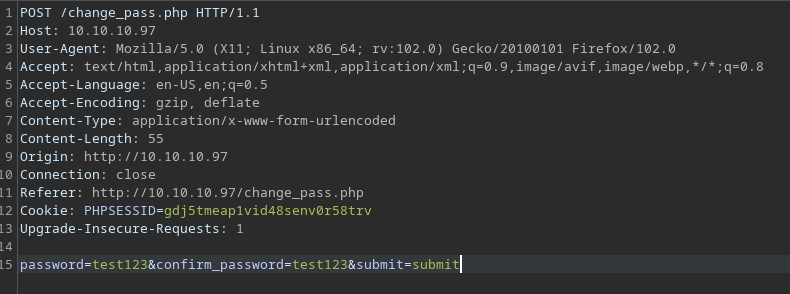 1 POST /change_pass.php HTTP/1.1
2 Host: 10.10.10.97
3 User-Agent: Mozilla/5.0 (X11; Linux x86_64; rv:102.0) Gecko/20100101 Firefox/102.0
4 Accept: text/html,application/xhtml+xml,application/xml;q=0.9,image/avif,image/webp,*/*;q=0.8
5 Accept-Language: en-US,en;q=0.5
6 Accept-Encoding: gzip, deflate
7 Content-Type: application/x-www-form-urlencoded
8 Content-Length: 55
9 Origin: http://10.10.10.97
10 Connection: close
11 Referer: http://10.10.10.97/change_pass.php
12 Cookie: PHPSESSID=gdj5tmeap1vid48senv0r58trv
13 Upgrade-Insecure-Requests: 1
14
15 password=test123&confirm_password=test123&submit=submit